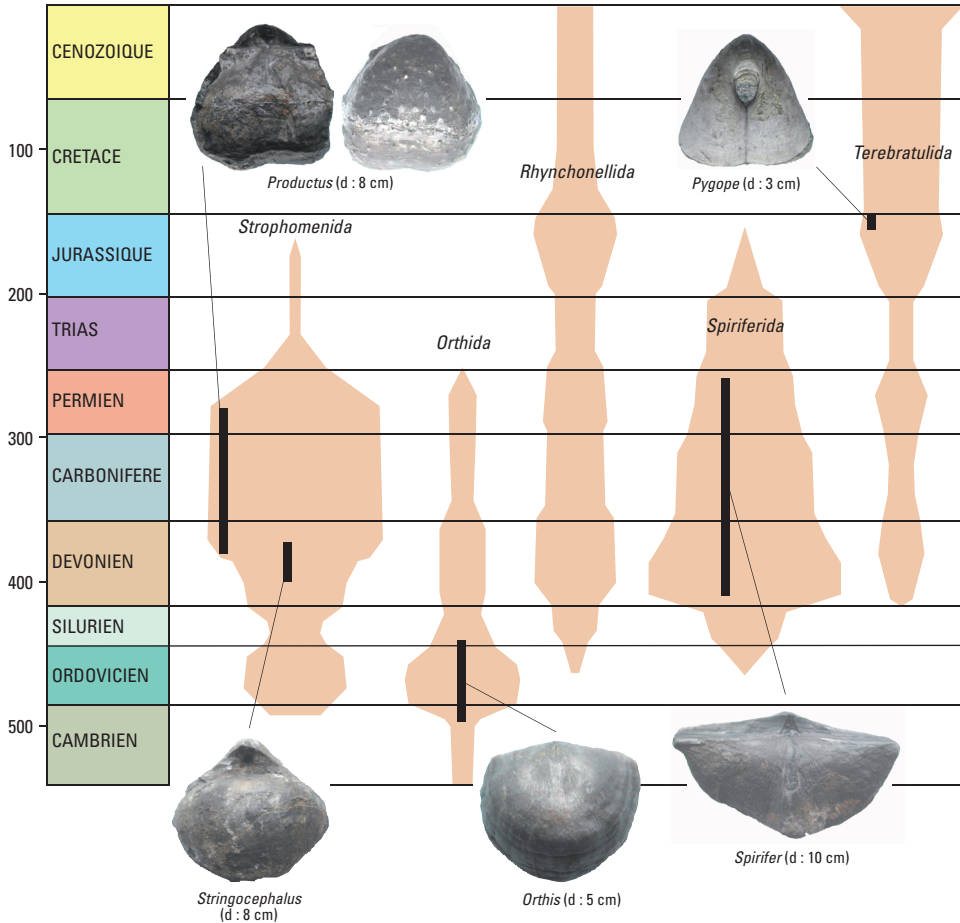 CENOZOIQUE
100
CRETACE
JURASSIQUE
200
TRIAS
PERMIEN
300
CARBONIFERE
DEVONIEN
400
SILURIEN
ORDOVICIEN
500
CAMBRIEN
Productus (d : 8 cm)
Strophomenida
Orthida
Rhynchonellida
Pygope (d : 3 cm)
Terebratulida
Spiriferida
Stringocephalus
(d : 8 cm)
Orthis (d : 5 cm)
Spirifer (d : 10 cm)